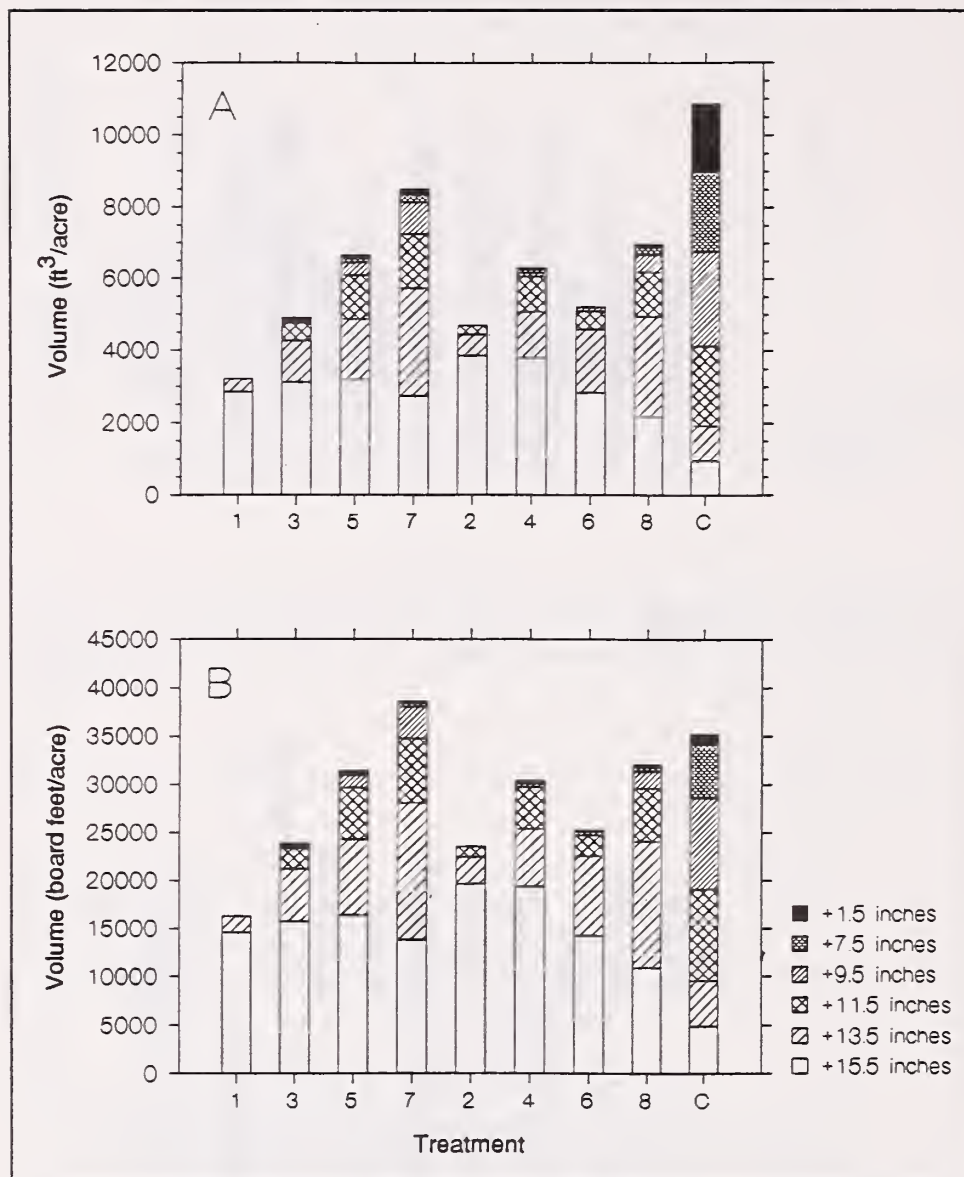 A
Volume (ft³/acre)
12000
10000
8000
6000
4000
2000
0
1 3 5 7 2 4 6 8 C
B
Volume (board feet/acre)
45000
40000
35000
30000
25000
20000
15000
10000
5000
0
1 3 5 7 2 4 6 8 C
Treatment
+1.5 inches
+7.5 inches
+9.5 inches
+11.5 inches
+13.5 inches
+15.5 inches